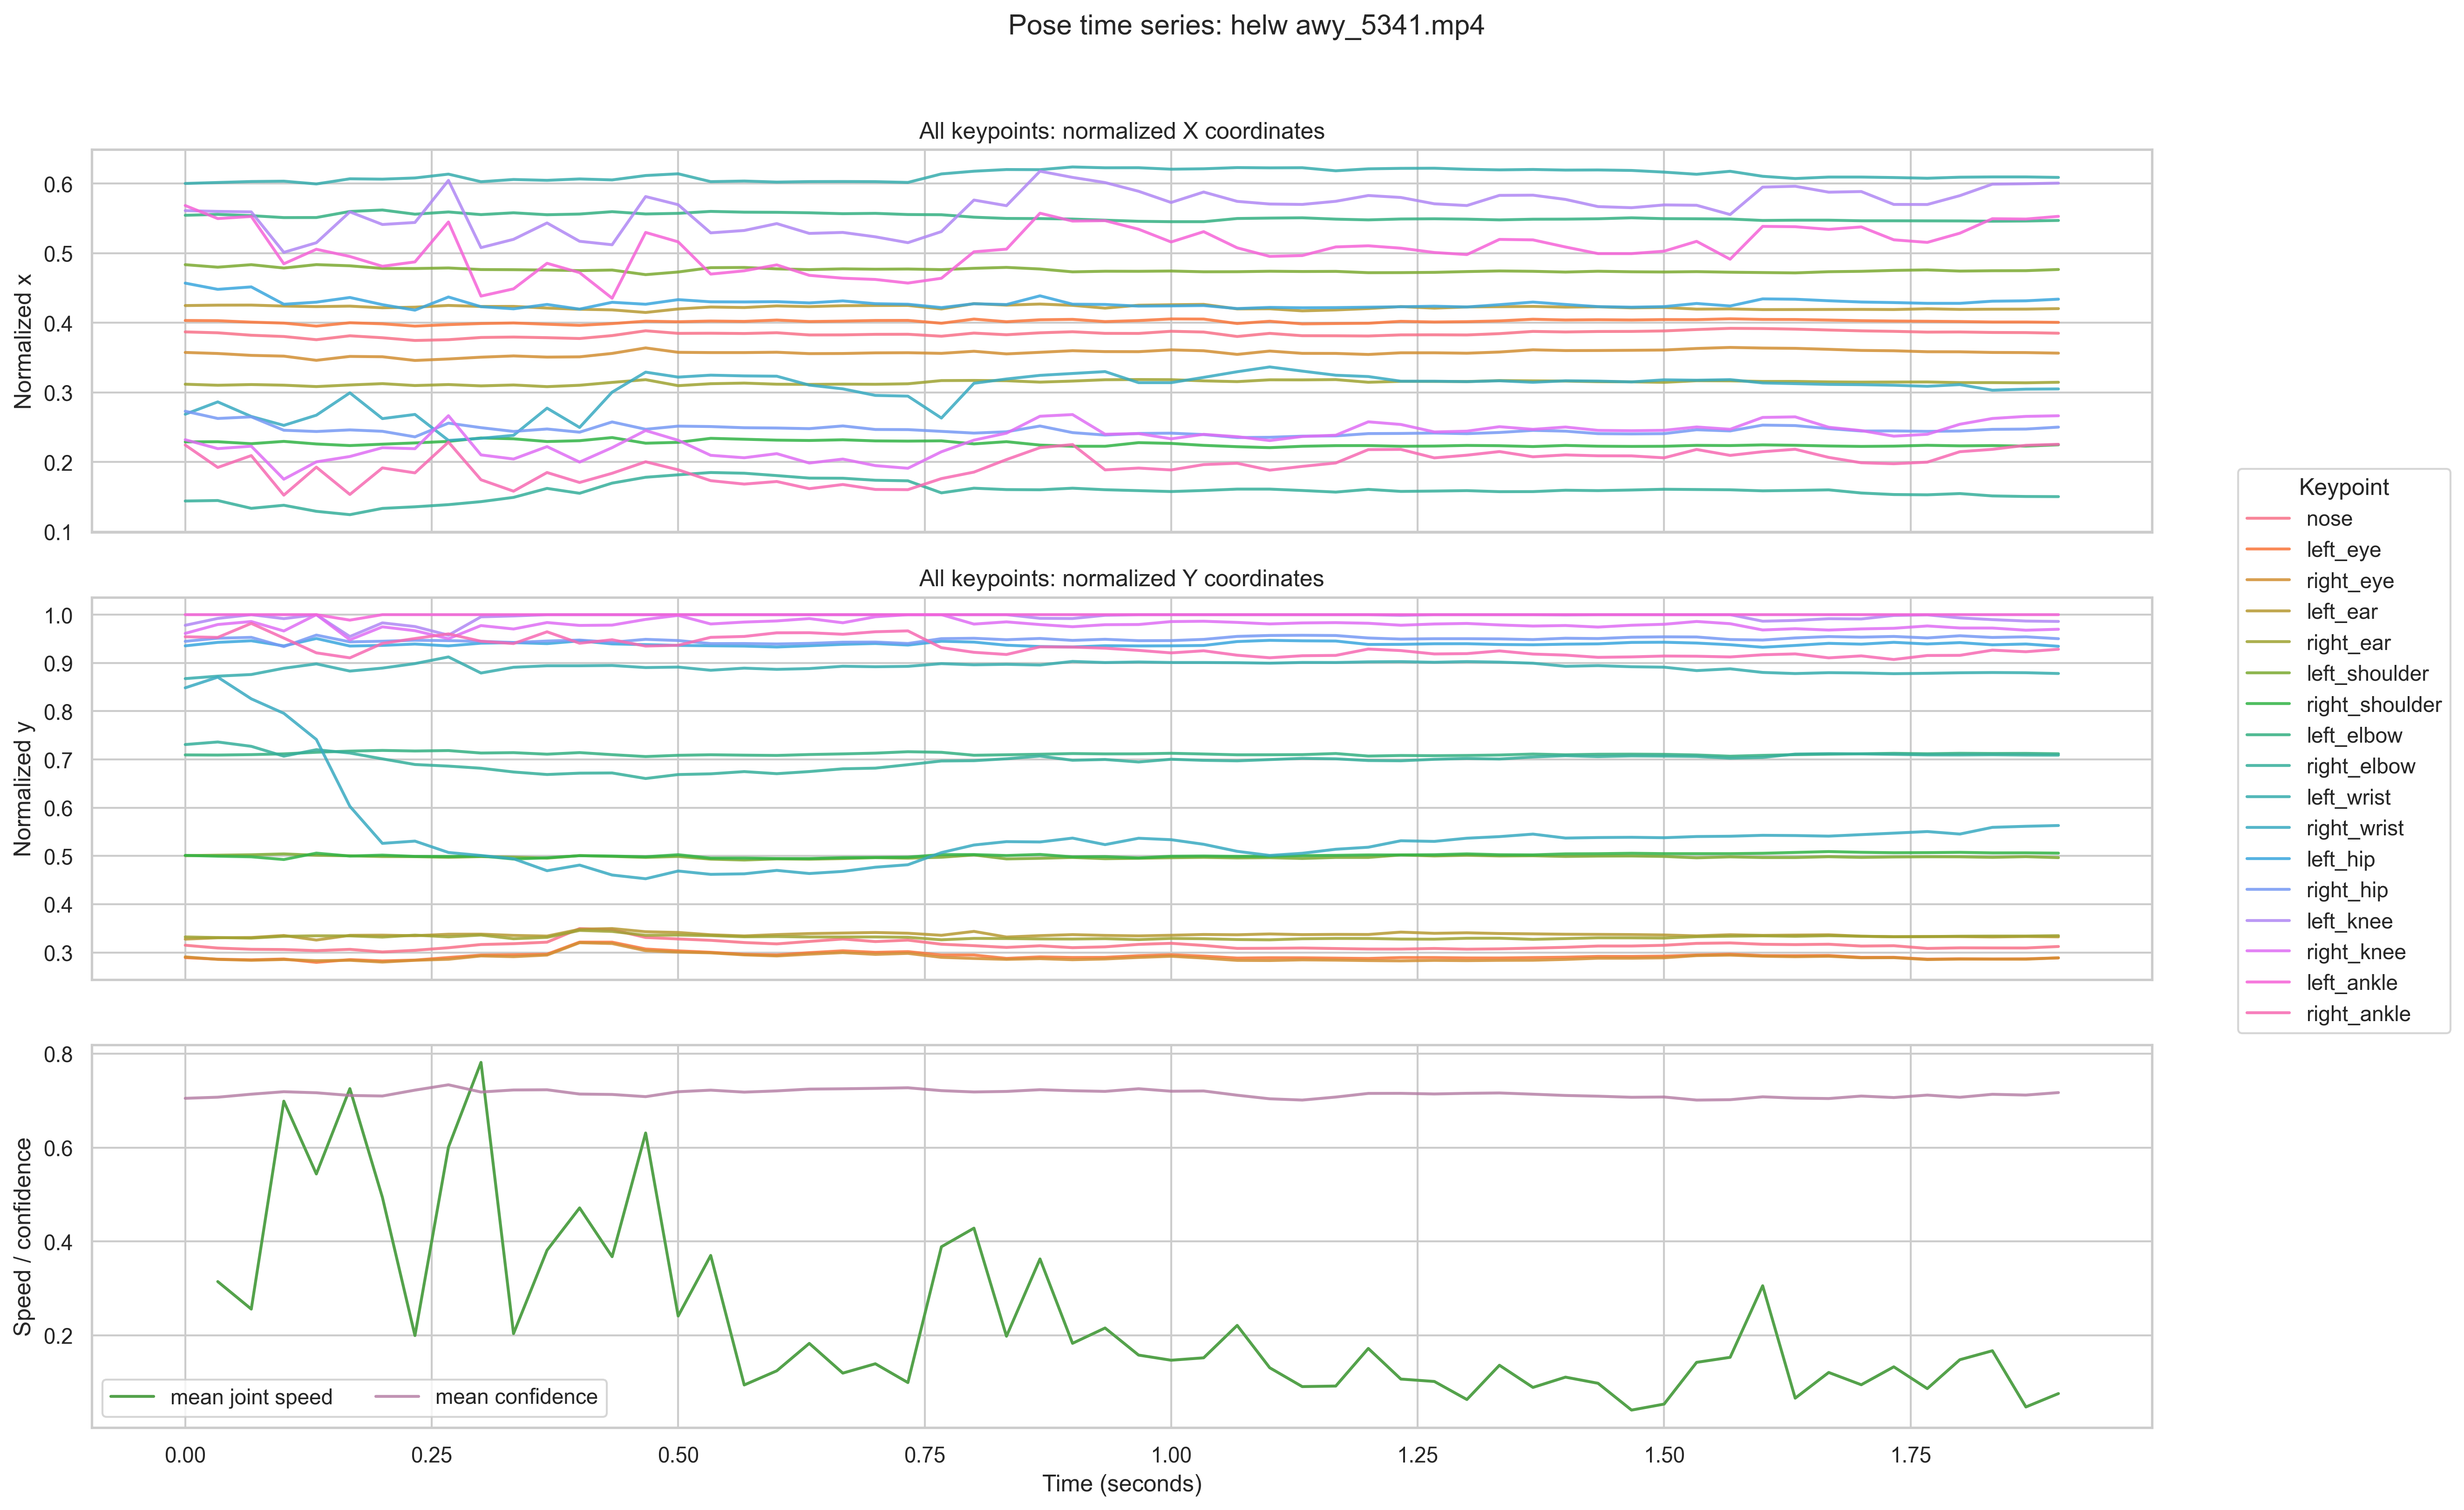 Pose time series: helw awy_5341.mp4
All keypoints: normalized X coordinates
Normalized x
0.6
0.5
0.4
0.3
0.2
0.1
All keypoints: normalized Y coordinates
Normalized y
1.0
0.9
0.8
0.7
0.6
0.5
0.4
0.3
Speed / confidence
0.8
0.6
0.4
0.2
mean joint speed
mean confidence
0.00
0.25
0.50
0.75
1.00
1.25
1.50
1.75
Time (seconds)
Keypoint
nose
left_eye
right_eye
left_ear
right_ear
left_shoulder
right_shoulder
left_elbow
right_elbow
left_wrist
right_wrist
left_hip
right_hip
left_knee
right_knee
left_ankle
right_ankle